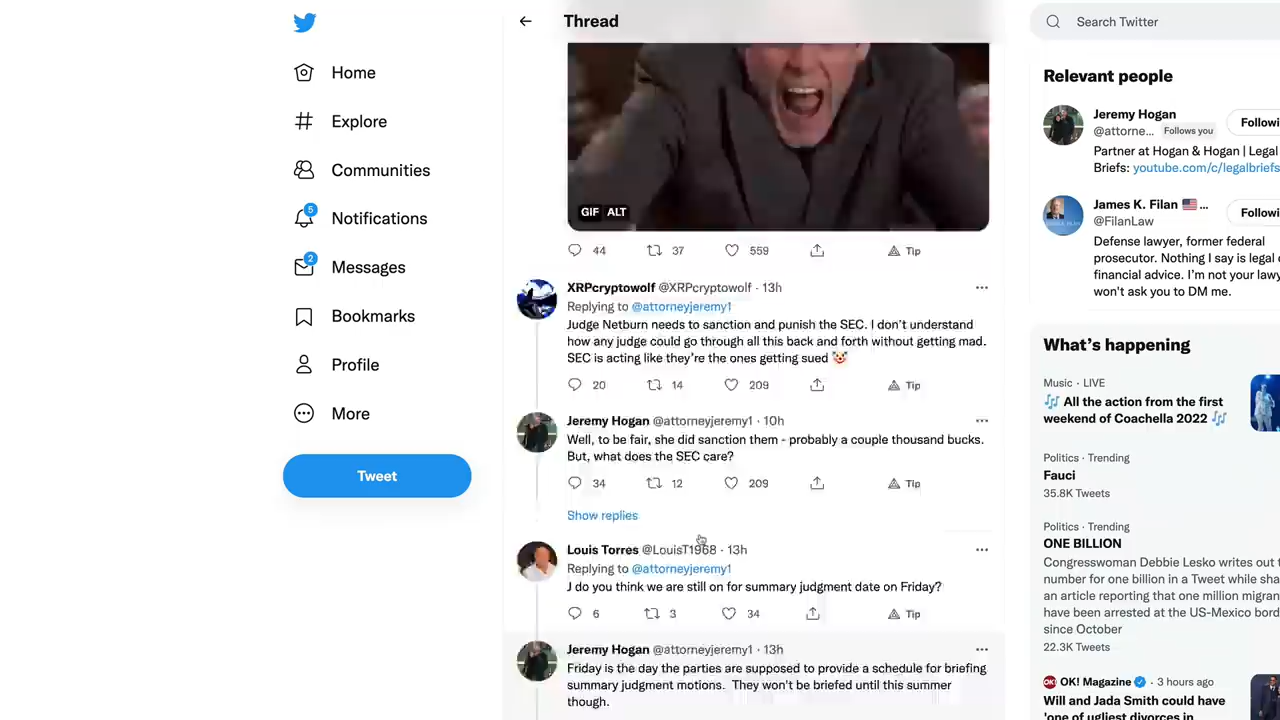 Thread
Search Twitter
Home
Explore
Communities
5
Notifications
2
Messages
Bookmarks
Profile
More
Tweet
GIF ALT
44 37 559 Tip
XRPcryptowolf @XRPcryptowolf · 13h
Replying to @attorneyjeremy1
Judge Netburn needs to sanction and punish the SEC. I don't understand
how any judge could go through all this back and forth without getting mad.
SEC is acting like they're the ones getting sued 🤡
20 14 209 Tip
Jeremy Hogan @attorneyjeremy1 · 10h
Well, to be fair, she did sanction them - probably a couple thousand bucks.
But, what does the SEC care?
34 12 209 Tip
Show replies
Louis Torres @LouisT1968 · 13h
Replying to @attorneyjeremy1
J do you think we are still on for summary judgment date on Friday?
6 3 34 Tip
Jeremy Hogan @attorneyjeremy1 · 13h
Friday is the day the parties are supposed to provide a schedule for briefing
summary judgment motions. They won't be briefed until this summer
though.
Relevant people
Jeremy Hogan
@attorne... Follows you
Followi
Partner at Hogan & Hogan | Legal
Briefs: youtube.com/c/legalbriefs
James K. Filan 🇺🇸 ...
@FilanLaw
Followi
Defense lawyer, former federal
prosecutor. Nothing I say is legal
financial advice. I'm not your lawy
won't ask you to DM me.
What's happening
Music · LIVE
🎶 All the action from the first
weekend of Coachella 2022 🎶
Politics · Trending
Fauci
35.8K Tweets
Politics · Trending
ONE BILLION
Congresswoman Debbie Lesko writes out t
number for one billion in a Tweet while sha
an article reporting that one million migran
have been arrested at the US-Mexico bord
since October
22.3K Tweets
OK! OK! Magazine · 3 hours ago
Will and Jada Smith could have
'one of ugliest divorces in